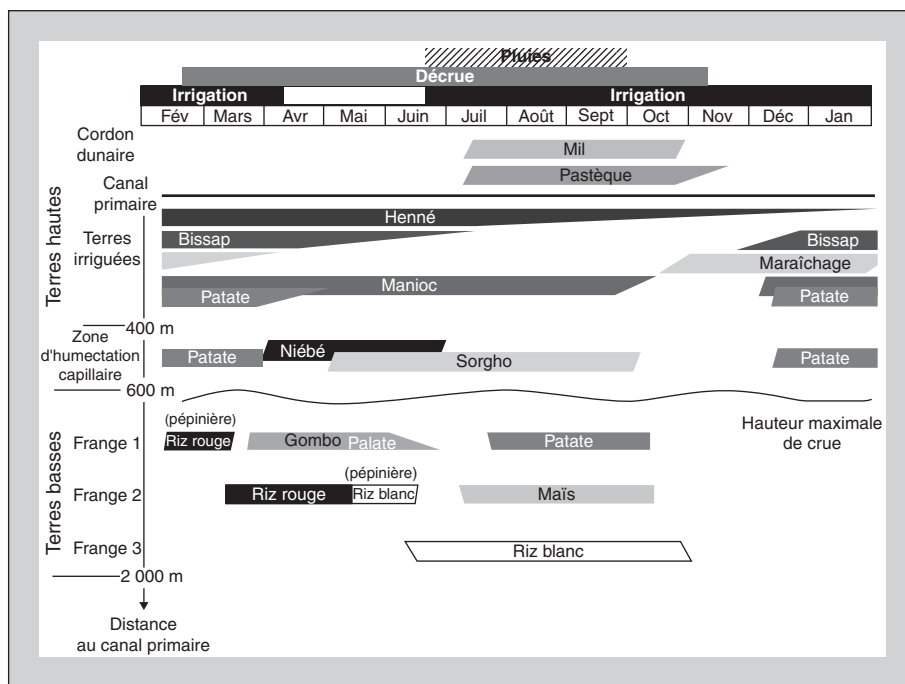 Pluies
Décrue
Irrigation Irrigation
Fév Mars Avr Mai Juin Juil Août Sept Oct Nov Déc Jan
Cordon
dunaire
Mil
Pastèque
Canal
primaire
Terres hautes
Henné
Terres
irriguées
Bissap Bissap
Maraîchage
Manioc
Patate Patate
400 m
Zone
d'humectation
capillaire
Niébé
Patate Sorgho Patate
600 m
Hauteur maximale
de crue
Terres basses
(pépinière)
Frange 1 Riz rouge Gombo Palate Patate
(pépinière)
Frange 2 Riz rouge Riz blanc Maïs
Frange 3 Riz blanc
2 000 m
Distance
au canal primaire